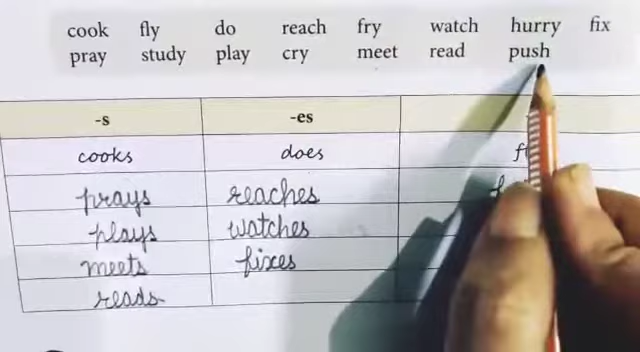 cook fly do reach fry watch hurry fix
pray study play cry meet read push
-s -es
cooks does
prays reaches
plays watches
meets fixes
reads